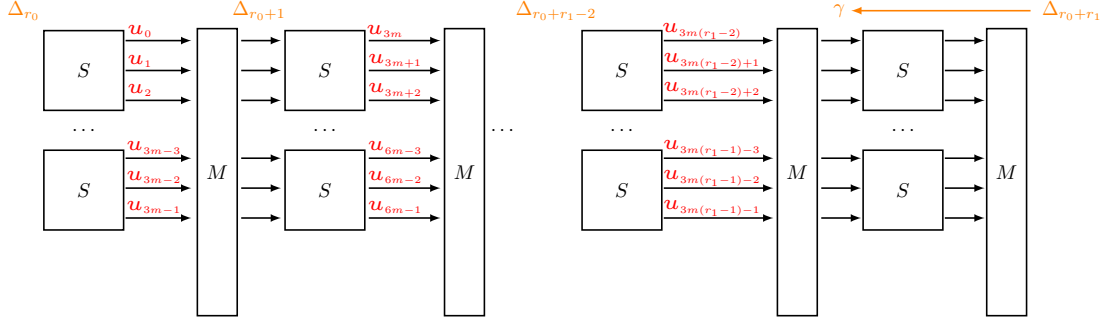 Δ_{r_0} Δ_{r_0+1} Δ_{r_0+r_1−2} γ Δ_{r_0+r_1}
u_0 u_{3m} u_{3m(r_1−2)}
u_1 u_{3m+1} u_{3m(r_1−2)+1}
S S S S
u_2 u_{3m+2} u_{3m(r_1−2)+2}
... ... ... ... ...
u_{3m−3} u_{6m−3} u_{3m(r_1−1)−3}
M M M M
u_{3m−2} u_{6m−2} u_{3m(r_1−1)−2}
S S S S
u_{3m−1} u_{6m−1} u_{3m(r_1−1)−1}